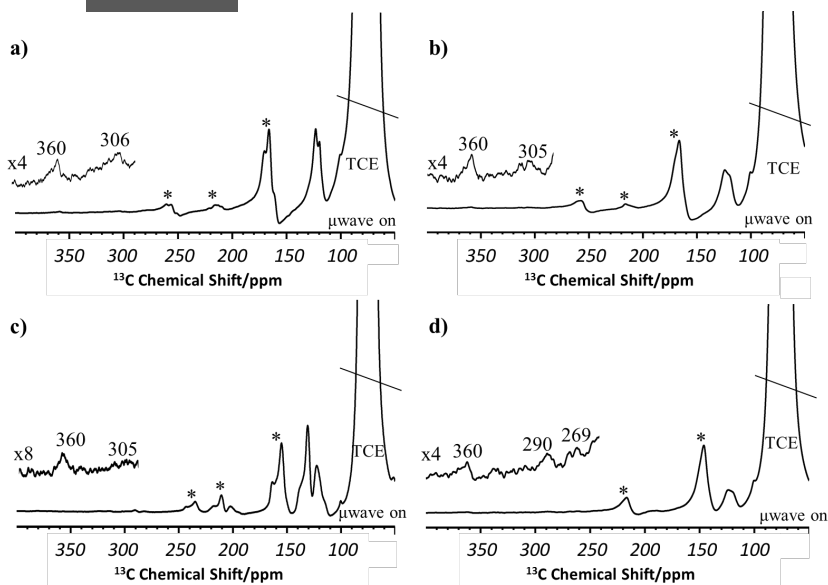 a)
*
360 306
x4
TCE
* *
μwave on
350 300 250 200 150 100
¹³C Chemical Shift/ppm
b)
*
360 305
x4
TCE
* *
μwave on
350 300 250 200 150 100
¹³C Chemical Shift/ppm
c)
*
360 305
x8
TCE
* *
μwave on
350 300 250 200 150 100
¹³C Chemical Shift/ppm
d)
*
360 290 269
x4
TCE
*
μwave on
350 300 250 200 150 100
¹³C Chemical Shift/ppm